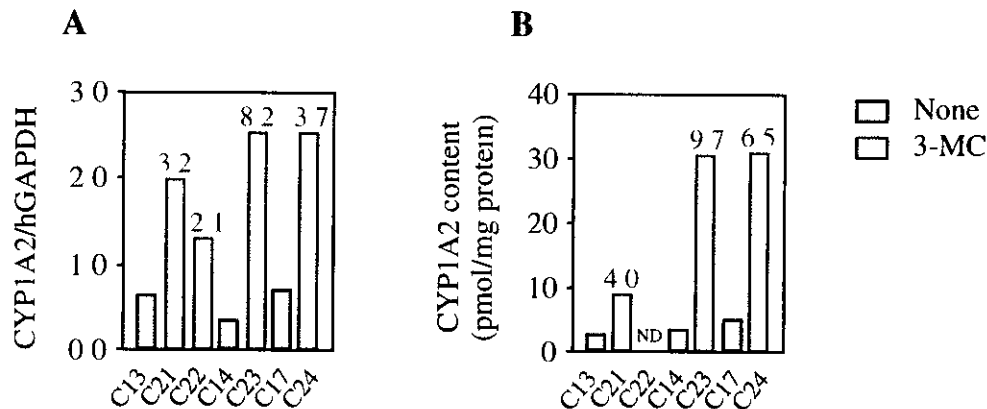 A
CYP1A2/hGAPDH
3 0
2 0
1 0
0 0
3 2
2 1
8 2
3 7
C13
C21
C22
C14
C23
C17
C24
B
CYP1A2 content
(pmol/mg protein)
40
30
20
10
0
4 0
ND
9 7
6 5
C13
C21
C22
C14
C23
C17
C24
None
3-MC